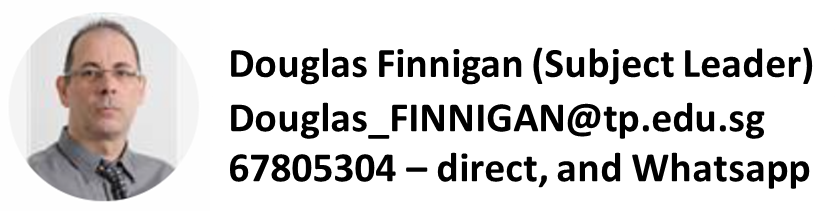 Douglas Finnigan (Subject Leader)
Douglas_FINNIGAN@tp.edu.sg
67805304 – direct, and Whatsapp